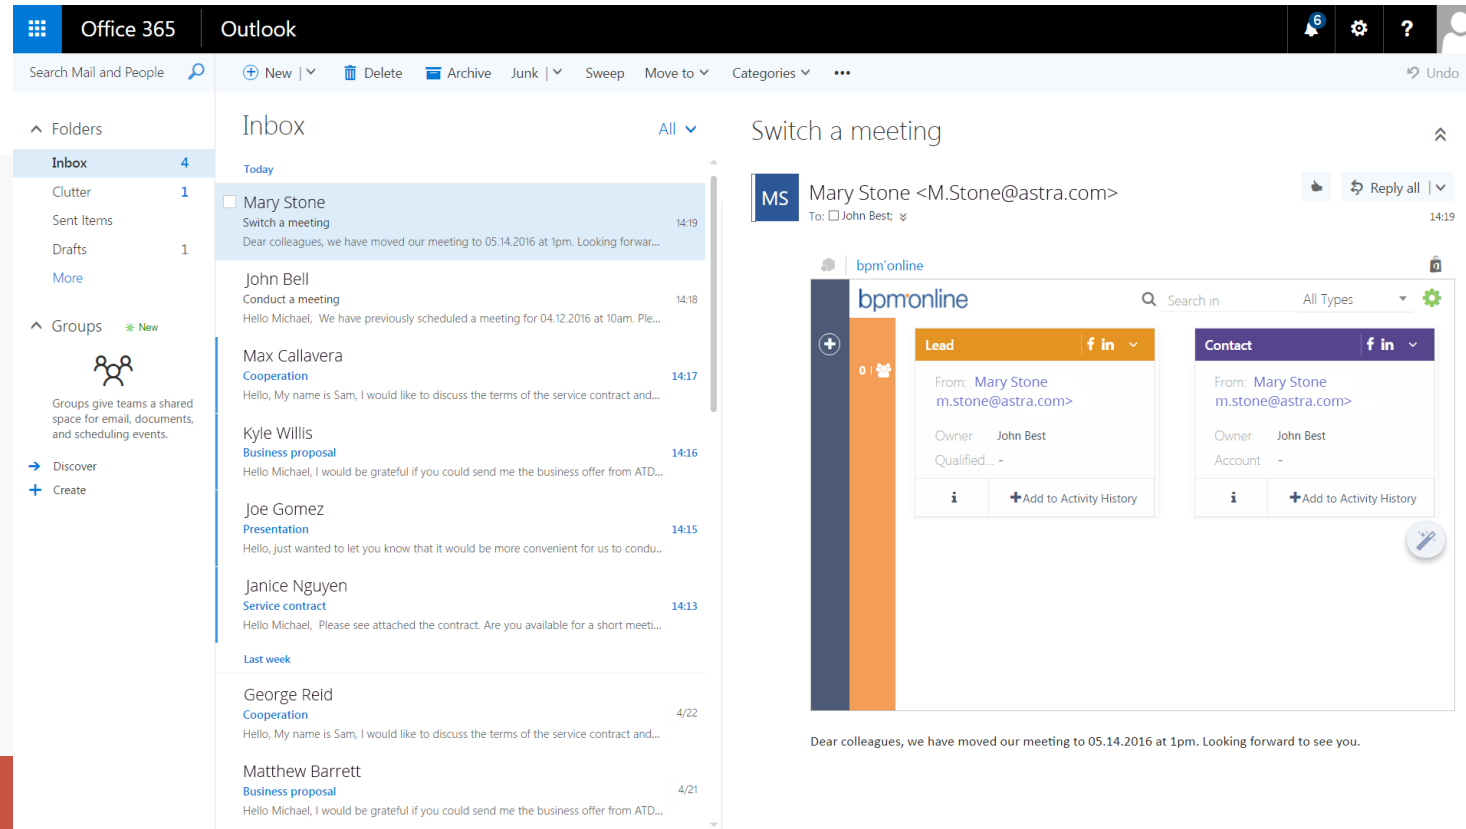 Office 365
Outlook
6
?
Search Mail and People
New
Delete
Archive
Junk
Sweep
Move to
Categories
•••
Undo
Folders
Inbox 4
Clutter 1
Sent Items
Drafts 1
More
Groups
New
Groups give teams a shared
space for email, documents,
and scheduling events.
Discover
Create
Inbox
All
Today
Mary Stone
Switch a meeting 14:19
Dear colleagues, we have moved our meeting to 05.14.2016 at 1pm. Looking forwar...
John Bell
Conduct a meeting 14:18
Hello Michael, We have previously scheduled a meeting for 04.12.2016 at 10am. Ple...
Max Callavera
Cooperation 14:17
Hello, My name is Sam, I would like to discuss the terms of the service contract and...
Kyle Willis
Business proposal 14:16
Hello Michael, I would be grateful if you could send me the business offer from ATD...
Joe Gomez
Presentation 14:15
Hello, just wanted to let you know that it would be more convenient for us to condu..
Janice Nguyen
Service contract 14:13
Hello Michael, Please see attached the contract. Are you available for a short meeti...
Last week
George Reid
Cooperation 4/22
Hello, My name is Sam, I would like to discuss the terms of the service contract and...
Matthew Barrett
Business proposal 4/21
Hello Michael, I would be grateful if you could send me the business offer from ATD...
Switch a meeting
MS
Mary Stone <M.Stone@astra.com>
To: John Best;
Reply all
14:19
bpm'online
bpm'online
Search in
All Types
0
Lead f in
From: Mary Stone
m.stone@astra.com>
Owner John Best
Qualified... -
i
Add to Activity History
Contact f in
From: Mary Stone
m.stone@astra.com>
Owner John Best
Account -
i
Add to Activity History
Dear colleagues, we have moved our meeting to 05.14.2016 at 1pm. Looking forward to see you.